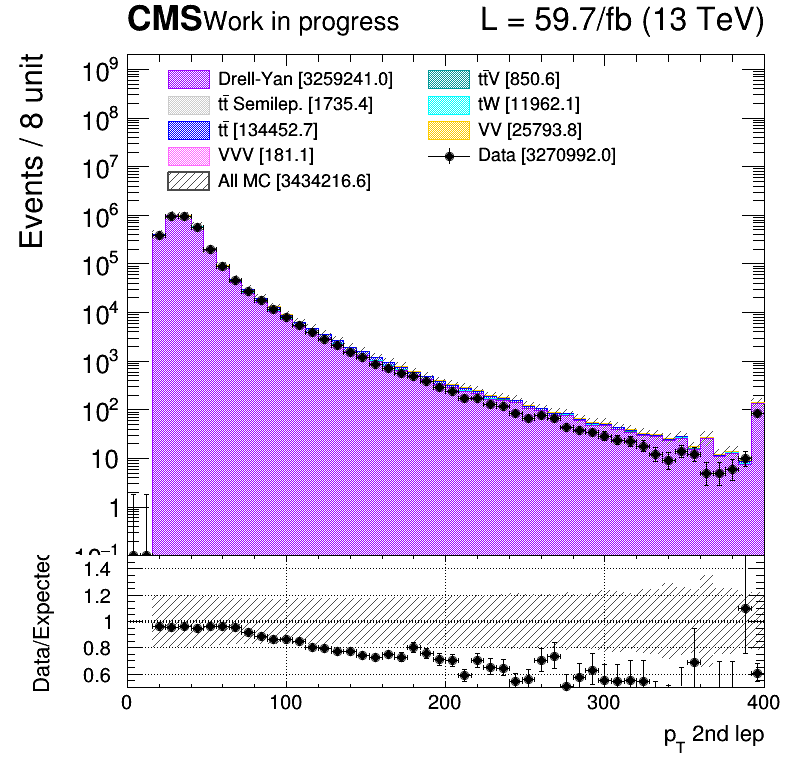 CMS Work in progress L = 59.7/fb (13 TeV)
Events / 8 unit
10⁹
10⁸
10⁷
10⁶
10⁵
10⁴
10³
10²
10
1
10⁻¹
Drell-Yan [3259241.0]
tt̄ Semilep. [1735.4]
tt̄ [134452.7]
VVV [181.1]
All MC [3434216.6]
tt̄V [850.6]
tW [11962.1]
VV [25793.8]
Data [3270992.0]
Data/Expected
1.4
1.2
1
0.8
0.6
0 100 200 300 400
p_T 2nd lep